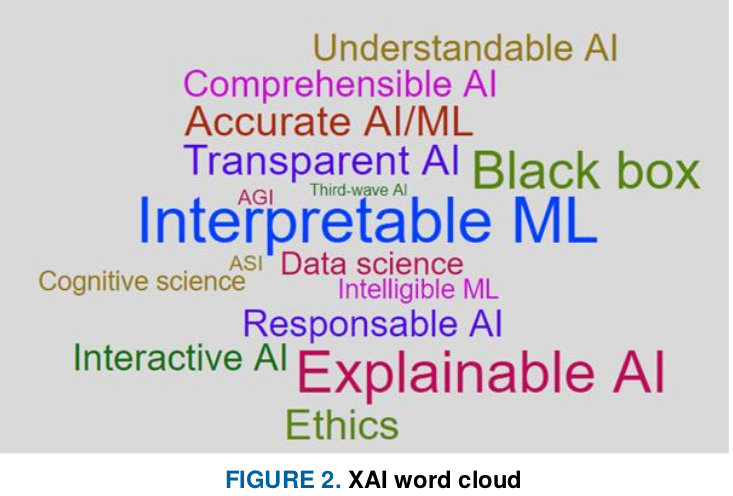 Understandable AI
Comprehensible AI
Accurate AI/ML
Transparent AI
Black box
AGI
Third-wave AI
Interpretable ML
ASI
Data science
Cognitive science
Intelligible ML
Responsable AI
Interactive AI
Explainable AI
Ethics
FIGURE 2. XAI word cloud